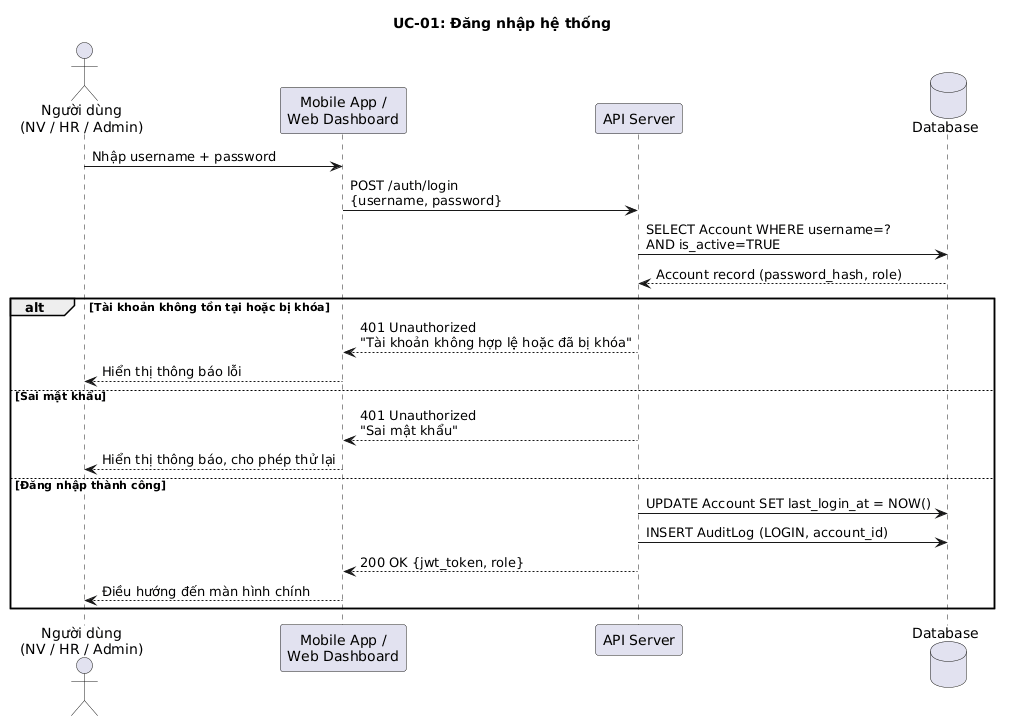 UC-01: Đăng nhập hệ thống
Người dùng
(NV / HR / Admin)
Mobile App /
Web Dashboard
API Server
Database
Nhập username + password
POST /auth/login
{username, password}
SELECT Account WHERE username=?
AND is_active=TRUE
Account record (password_hash, role)
alt [Tài khoản không tồn tại hoặc bị khóa]
401 Unauthorized
"Tài khoản không hợp lệ hoặc đã bị khóa"
Hiển thị thông báo lỗi
[Sai mật khẩu]
401 Unauthorized
"Sai mật khẩu"
Hiển thị thông báo, cho phép thử lại
[Đăng nhập thành công]
UPDATE Account SET last_login_at = NOW()
INSERT AuditLog (LOGIN, account_id)
200 OK {jwt_token, role}
Điều hướng đến màn hình chính
Người dùng
(NV / HR / Admin)
Mobile App /
Web Dashboard
API Server
Database